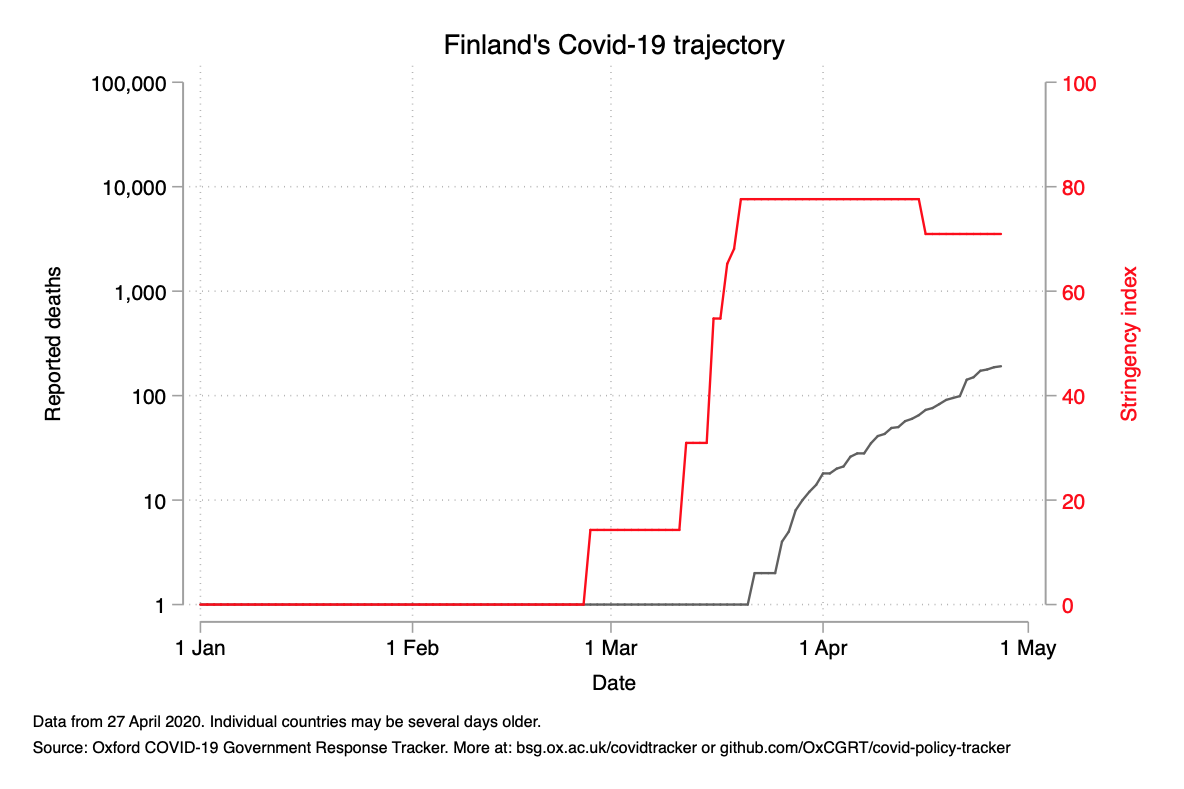 Finland's Covid-19 trajectory
100,000
10,000
1,000
100
10
1
Reported deaths
100
80
60
40
20
0
Stringency index
1 Jan
1 Feb
1 Mar
1 Apr
1 May
Date
Data from 27 April 2020. Individual countries may be several days older.
Source: Oxford COVID-19 Government Response Tracker. More at: bsg.ox.ac.uk/covidtracker or github.com/OxCGRT/covid-policy-tracker